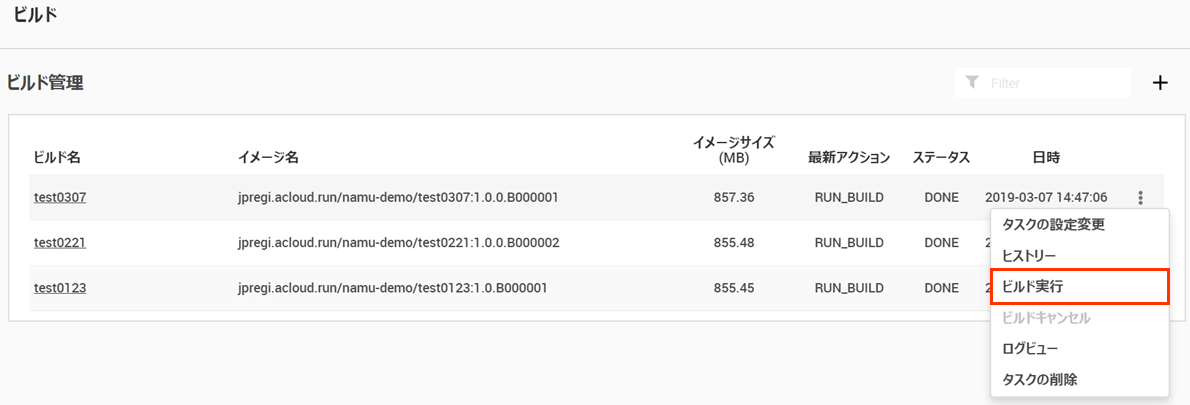 ビルド
ビルド管理
Filter
+
ビルド名 イメージ名 イメージサイズ (MB) 最新アクション ステータス 日時
test0307 jpregi.acloud.run/namu-demo/test0307:1.0.0.B000001 857.36 RUN_BUILD DONE 2019-03-07 14:47:06
test0221 jpregi.acloud.run/namu-demo/test0221:1.0.0.B000002 855.48 RUN_BUILD DONE 2
test0123 jpregi.acloud.run/namu-demo/test0123:1.0.B000001 855.45 RUN_BUILD DONE 2
タスクの設定変更
ヒストリー
ビルド実行
ビルドキャンセル
ログビュー
タスクの削除